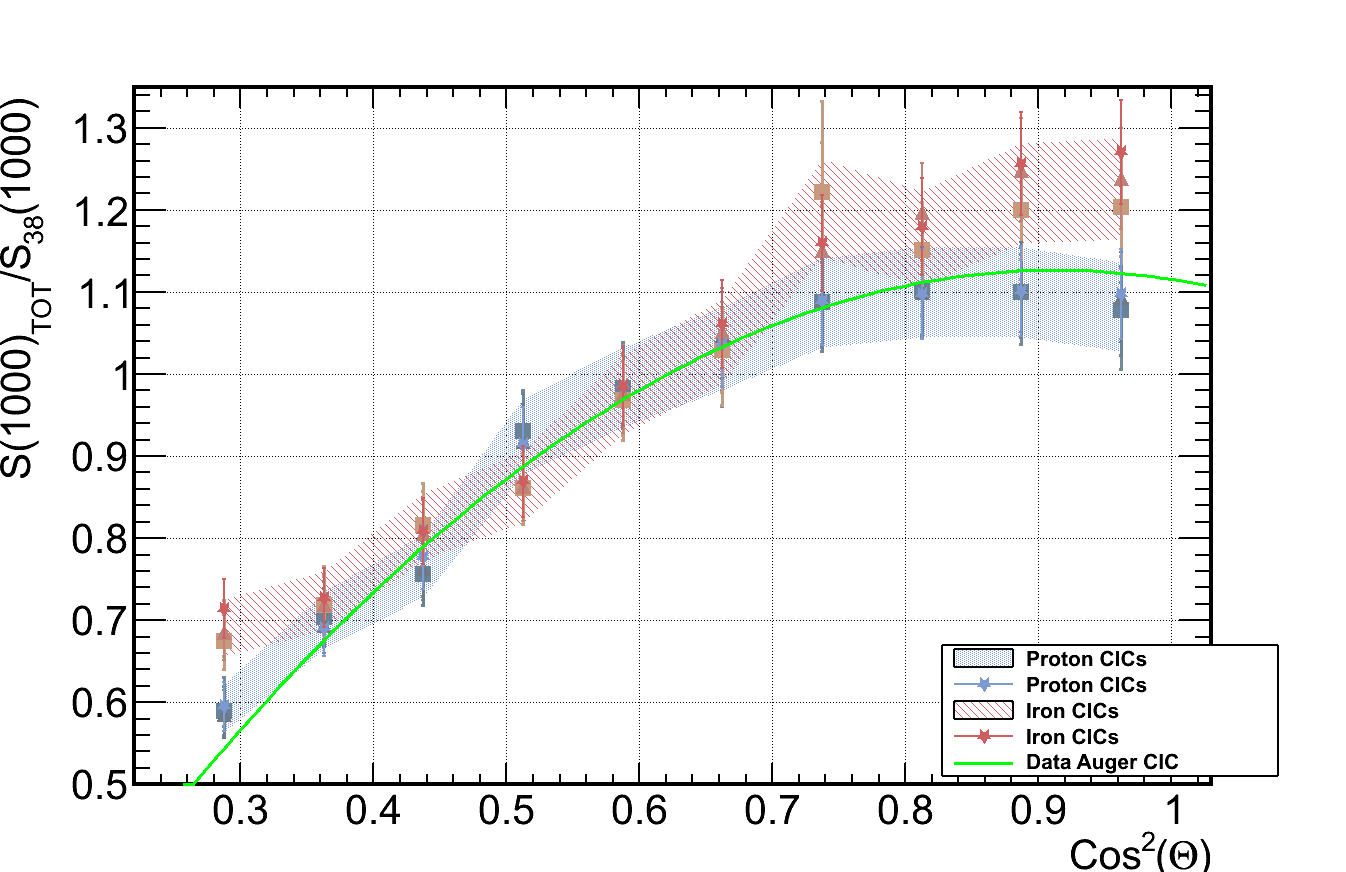 S(1000)TOT/S38(1000)
1.3
1.2
1.1
1
0.9
0.8
0.7
0.6
0.5
0.3 0.4 0.5 0.6 0.7 0.8 0.9 1
Cos²(Θ)
Proton CICs
Proton CICs
Iron CICs
Iron CICs
Data Auger CIC